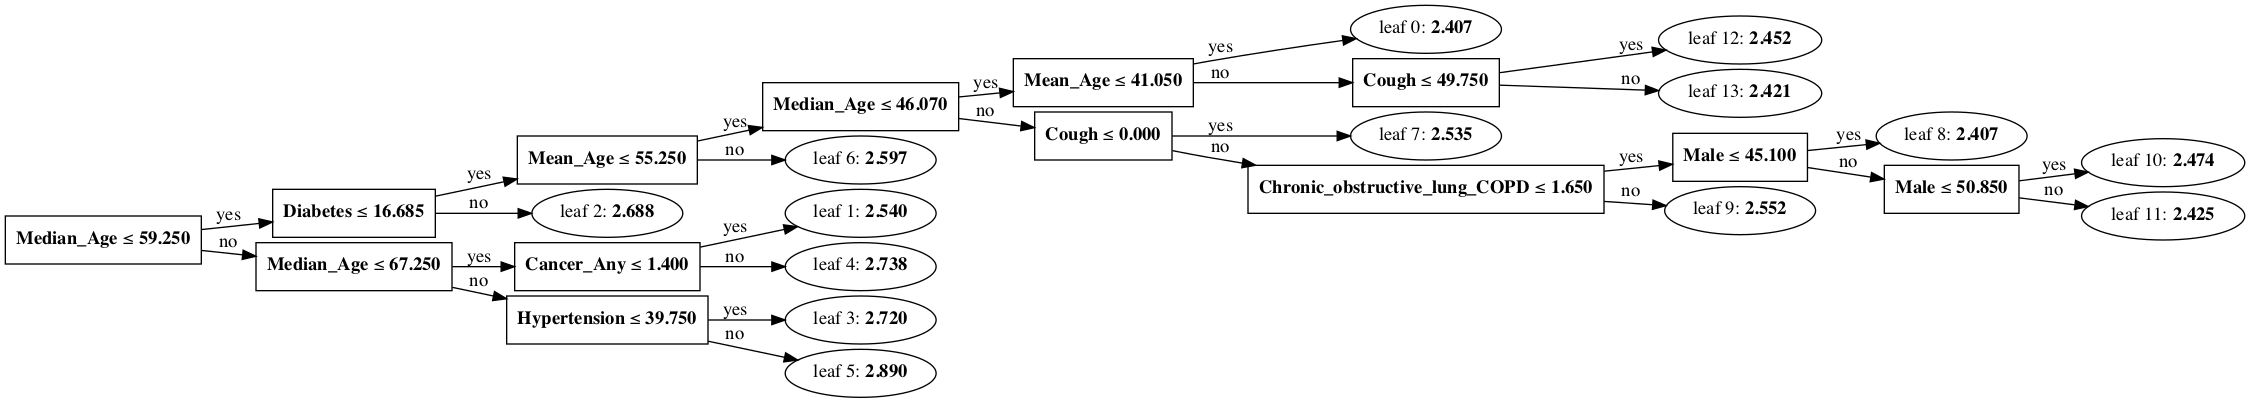 Median_Age ≤ 59.250
yes
no
Diabetes ≤ 16.685
yes
no
Median_Age ≤ 67.250
yes
no
Mean_Age ≤ 55.250
yes
no
leaf 2: 2.688
Cancer_Any ≤ 1.400
yes
no
Hypertension ≤ 39.750
yes
no
Median_Age ≤ 46.070
yes
no
leaf 6: 2.597
leaf 1: 2.540
leaf 4: 2.738
leaf 3: 2.720
leaf 5: 2.890
Mean_Age ≤ 41.050
yes
no
Cough ≤ 0.000
yes
no
leaf 0: 2.407
Cough ≤ 49.750
yes
no
leaf 7: 2.535
Chronic_obstructive_lung_COPD ≤ 1.650
yes
no
leaf 12: 2.452
leaf 13: 2.421
Male ≤ 45.100
yes
no
leaf 9: 2.552
leaf 8: 2.407
Male ≤ 50.850
yes
no
leaf 10: 2.474
leaf 11: 2.425